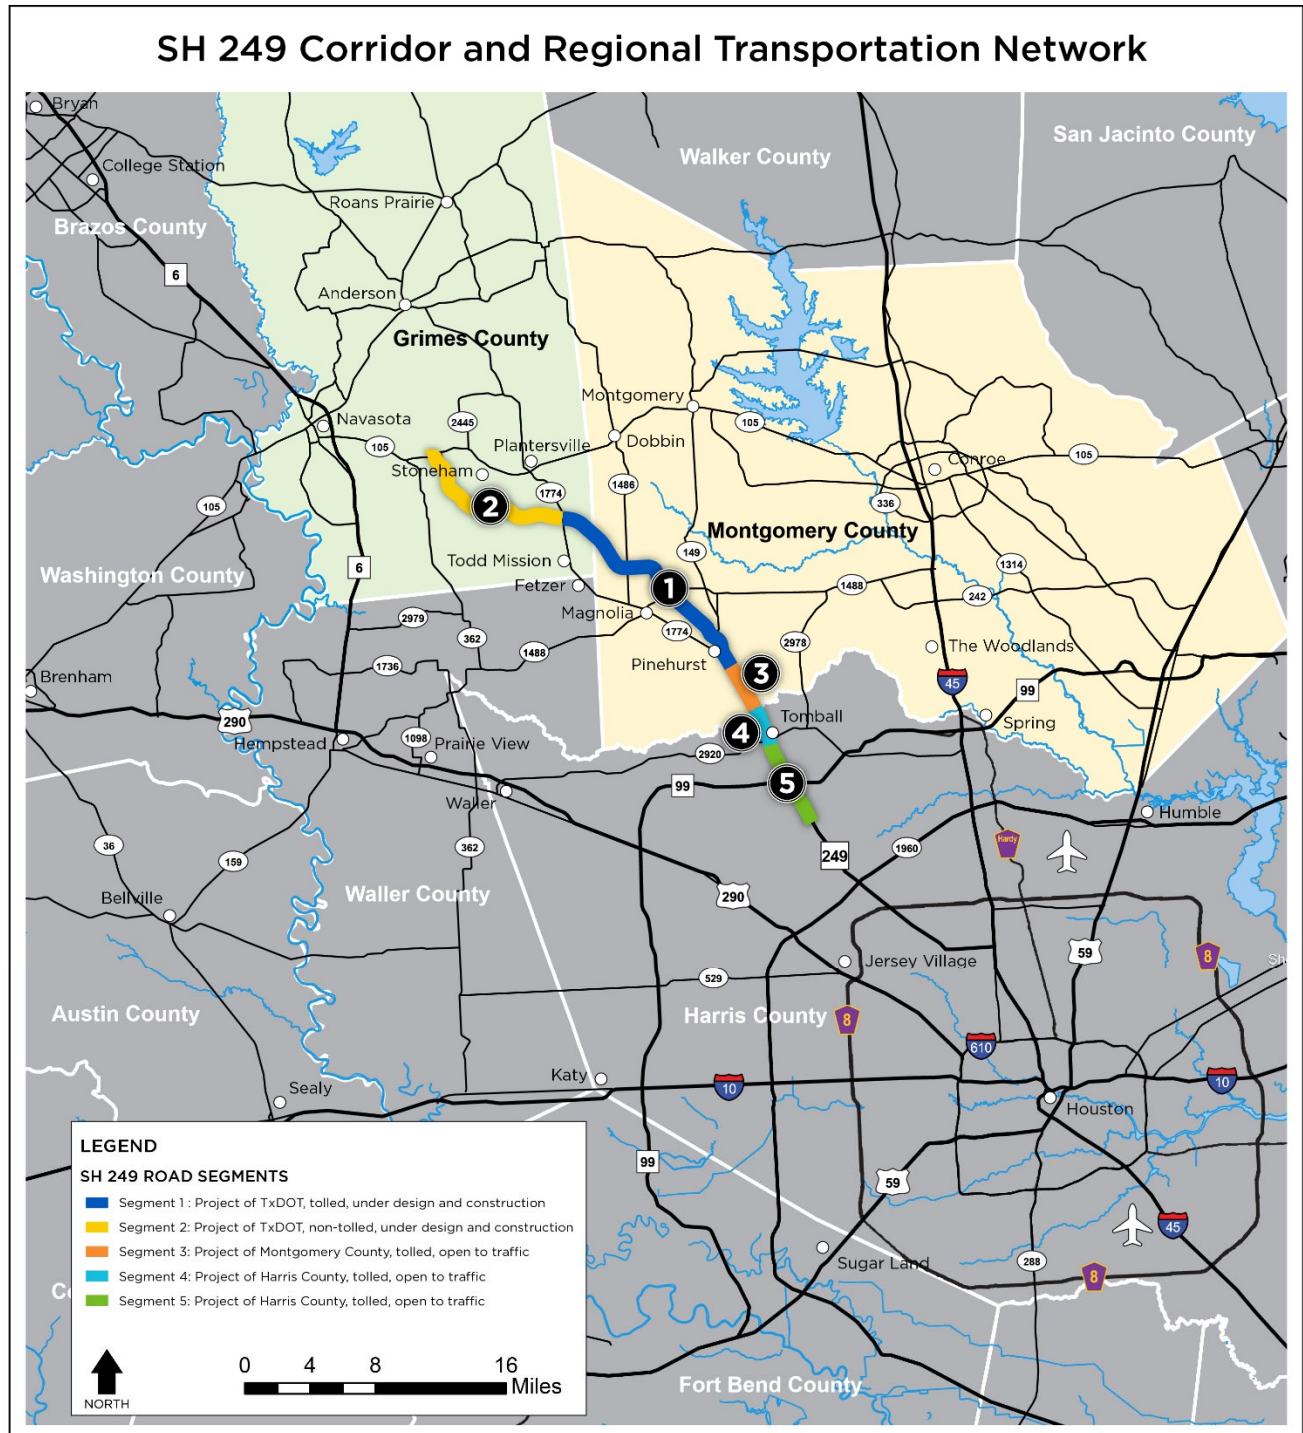 SH 249 Corridor and Regional Transportation Network
Bryan
College Station
Brazos County
6
Roans Prairie
Anderson
Grimes County
Walker County
San Jacinto County
Navasota
105
2445
Plantersville
Stoneham
2
1774
Todd Mission
Fetzer
Montgomery
Dobbin
105
1486
149
Conroe
105
336
Montgomery County
1
1488
1314
242
Magnolia
1774
Pinehurst
2978
The Woodlands
45
99
Spring
3
4
Tomball
2920
5
99
249
1960
Hardy
Humble
105
Washington County
6
2979
362
1488
1736
Brenham
290
Hempstead
1098
Prairie View
Waller
362
36
159
Bellville
Waller County
290
Jersey Village
529
Harris County
8
59
8
Sh
Austin County
610
Katy
10
10
Sealy
Houston
99
59
45
Sugar Land
288
8
Fort Bend County
Co
LEGEND
SH 249 ROAD SEGMENTS
Segment 1 : Project of TxDOT, tolled, under design and construction
Segment 2: Project of TxDOT, non-tolled, under design and construction
Segment 3: Project of Montgomery County, tolled, open to traffic
Segment 4: Project of Harris County, tolled, open to traffic
Segment 5: Project of Harris County, tolled, open to traffic
NORTH
0 4 8 16
Miles